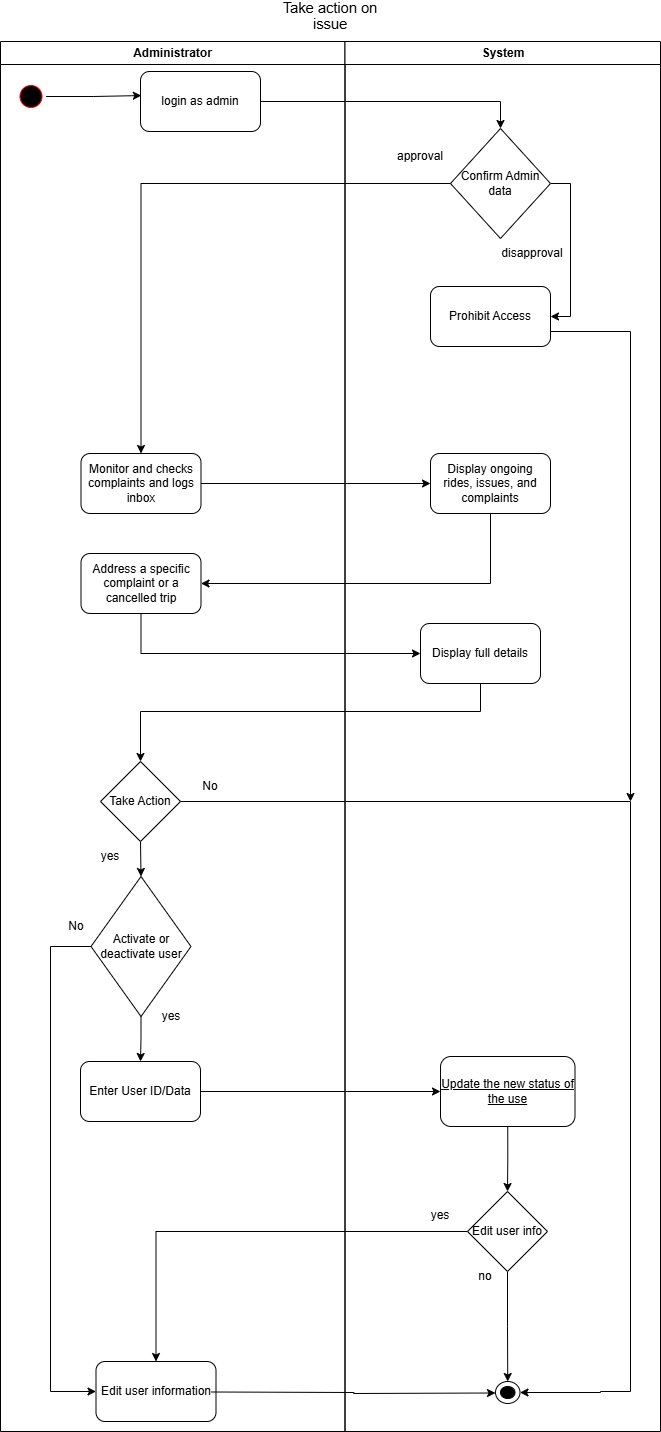 Take action on
issue
Administrator
System
login as admin
approval
Confirm Admin
data
disapproval
Prohibit Access
Monitor and checks
complaints and logs
inbox
Display ongoing
rides, issues, and
complaints
Address a specific
complaint or a
cancelled trip
Display full details
Take Action
No
yes
No
Activate or
deactivate user
yes
Enter User ID/Data
Update the new status of
the use
yes
Edit user info
no
Edit user information